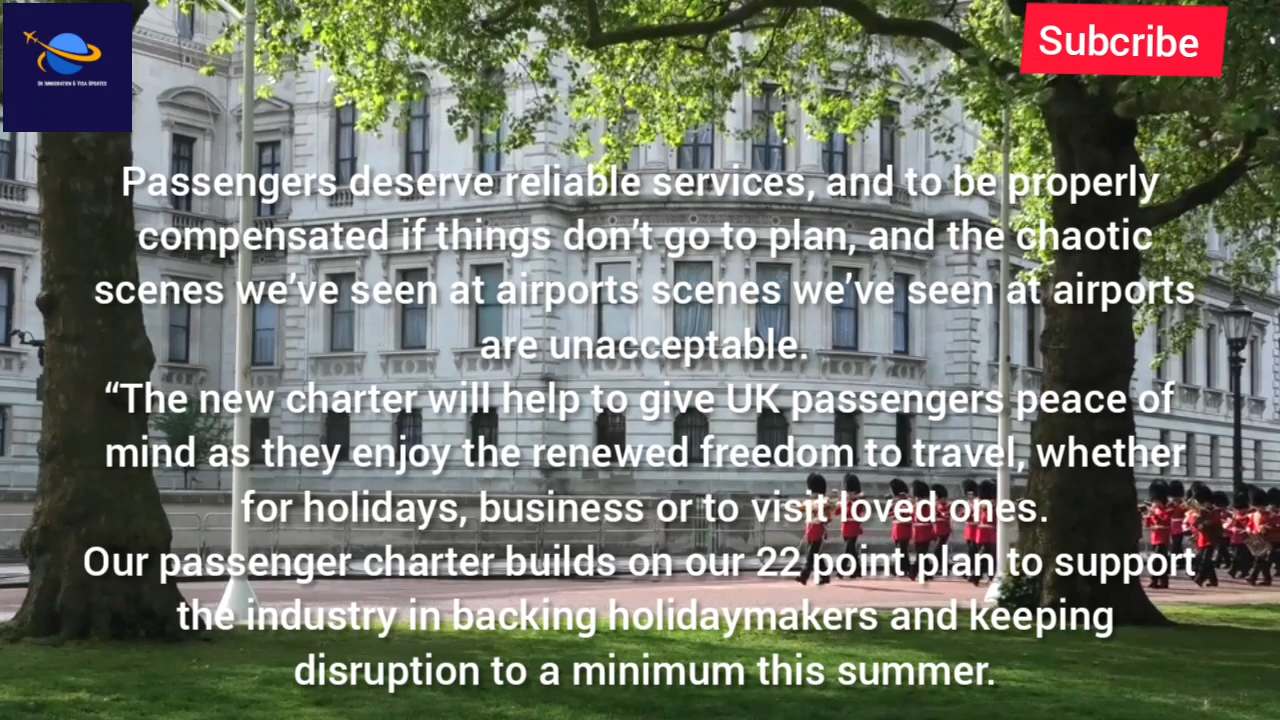 UK IMMIGRATION & VISA UPDATES
Subcribe
Passengers deserve reliable services, and to be properly
compensated if things don’t go to plan, and the chaotic
scenes we’ve seen at airports scenes we’ve seen at airports
are unacceptable.
“The new charter will help to give UK passengers peace of
mind as they enjoy the renewed freedom to travel, whether
for holidays, business or to visit loved ones.
Our passenger charter builds on our 22 point plan to support
the industry in backing holidaymakers and keeping
disruption to a minimum this summer.